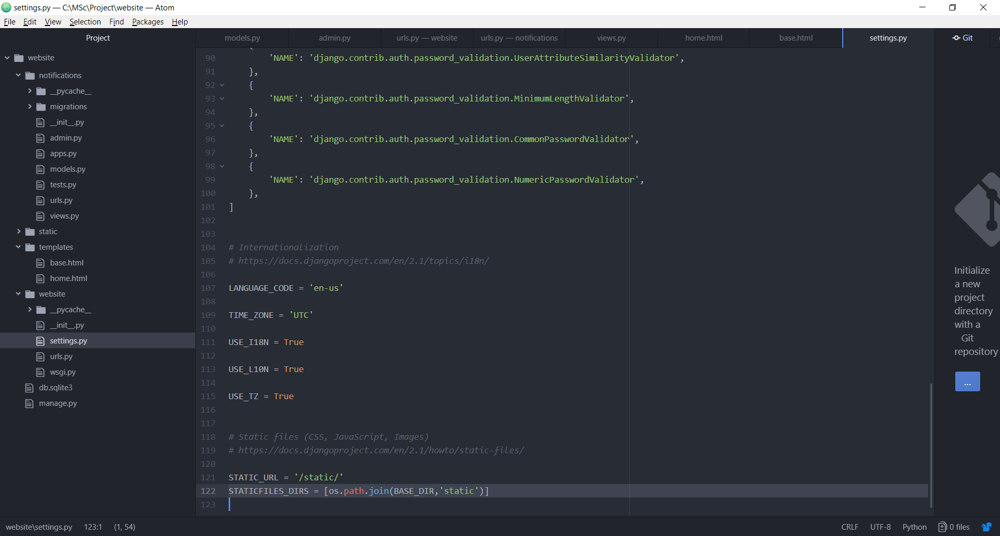 settings.py — C:\MSc\Project\website — Atom
File Edit View Selection Find Packages Help
Project
models.py admin.py urls.py — website urls.py — notifications views.py home.html base.html settings.py Git
website
notifications
__pycache__
migrations
__init__.py
admin.py
apps.py
models.py
tests.py
urls.py
views.py
static
templates
base.html
home.html
website
__pycache__
__init__.py
settings.py
urls.py
wsgi.py
db.sqlite3
manage.py
90 'NAME': 'django.contrib.auth.password_validation.UserAttributeSimilarityValidator',
91 },
92 {
93 'NAME': 'django.contrib.auth.password_validation.MinimumLengthValidator',
94 },
95 {
96 'NAME': 'django.contrib.auth.password_validation.CommonPasswordValidator',
97 },
98 {
99 'NAME': 'django.contrib.auth.password_validation.NumericPasswordValidator',
100 },
101 ]
102
103
104 # Internationalization
105 # https://docs.djangoproject.com/en/2.1/topics/i18n/
106
107 LANGUAGE_CODE = 'en-us'
108
109 TIME_ZONE = 'UTC'
110
111 USE_I18N = True
112
113 USE_L10N = True
114
115 USE_TZ = True
116
117
118 # Static files (CSS, JavaScript, Images)
119 # https://docs.djangoproject.com/en/2.1/howto/static-files/
120
121 STATIC_URL = '/static/'
122 STATICFILES_DIRS = [os.path.join(BASE_DIR,'static')]
123
Initialize
a new
project
directory
with a
Git
repository
...
website\settings.py 123:1 (1, 54) CRLF UTF-8 Python 0 files